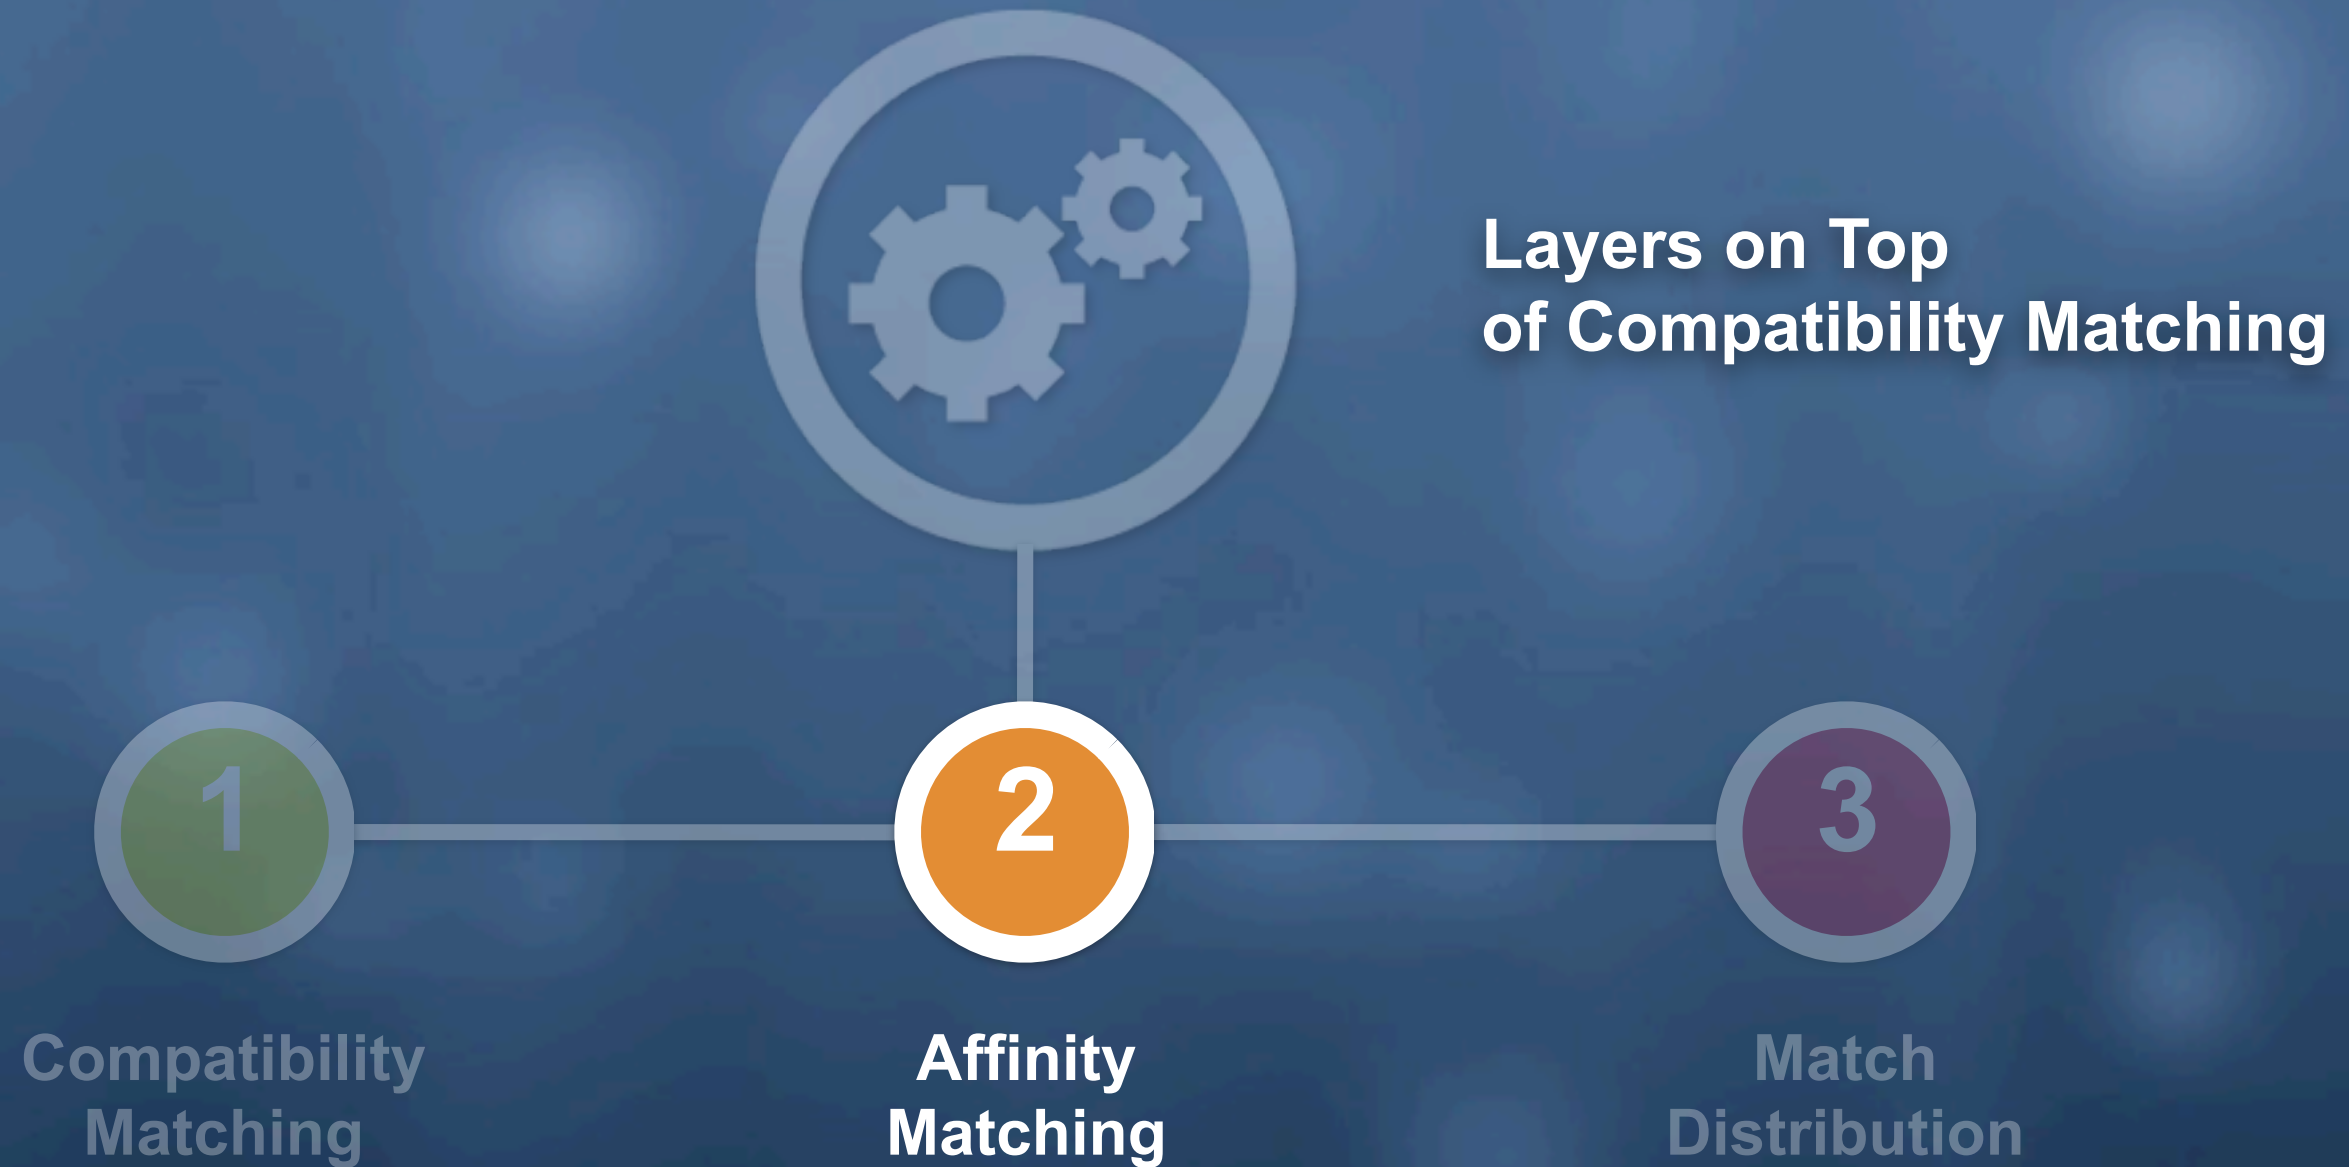 Layers on Top
of Compatibility Matching
1
2
3
Compatibility
Matching
Affinity
Matching
Match
Distribution